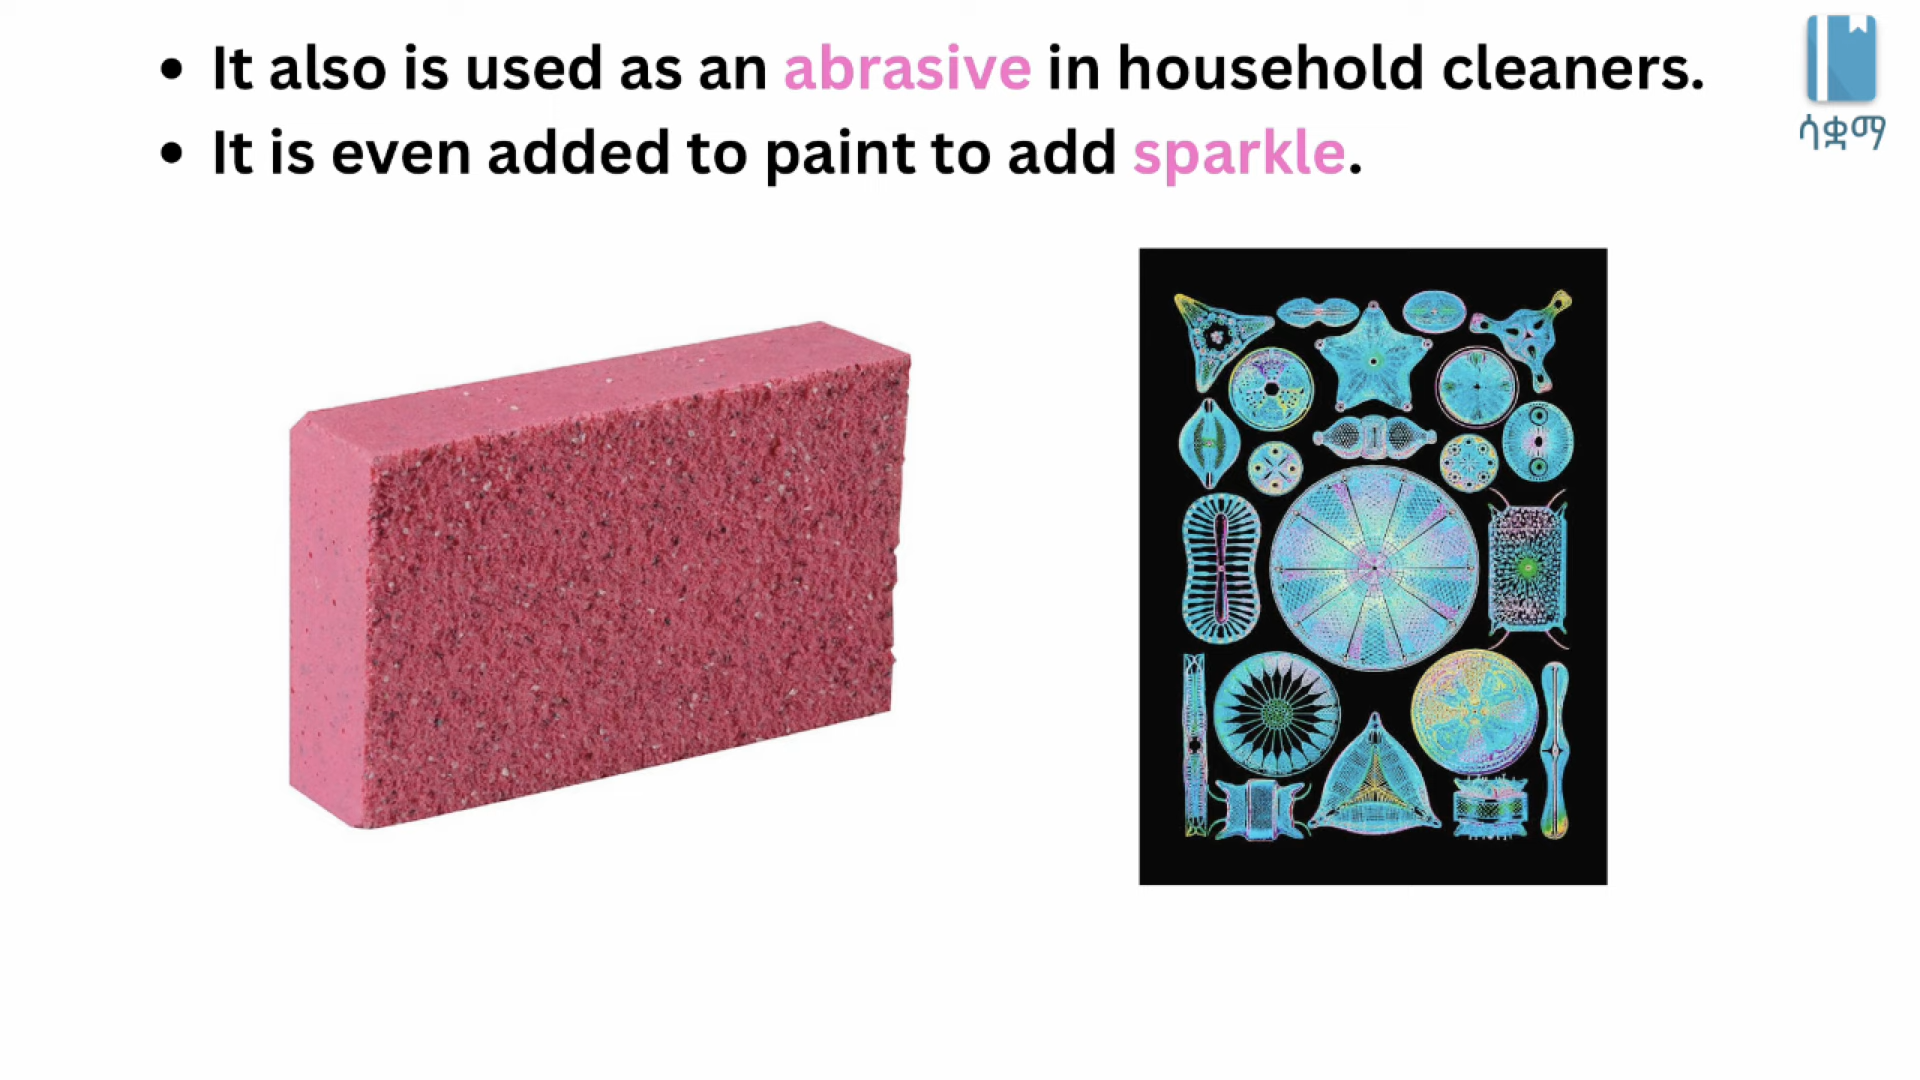 • It also is used as an abrasive in household cleaners.
• It is even added to paint to add sparkle.
ሳቋማ